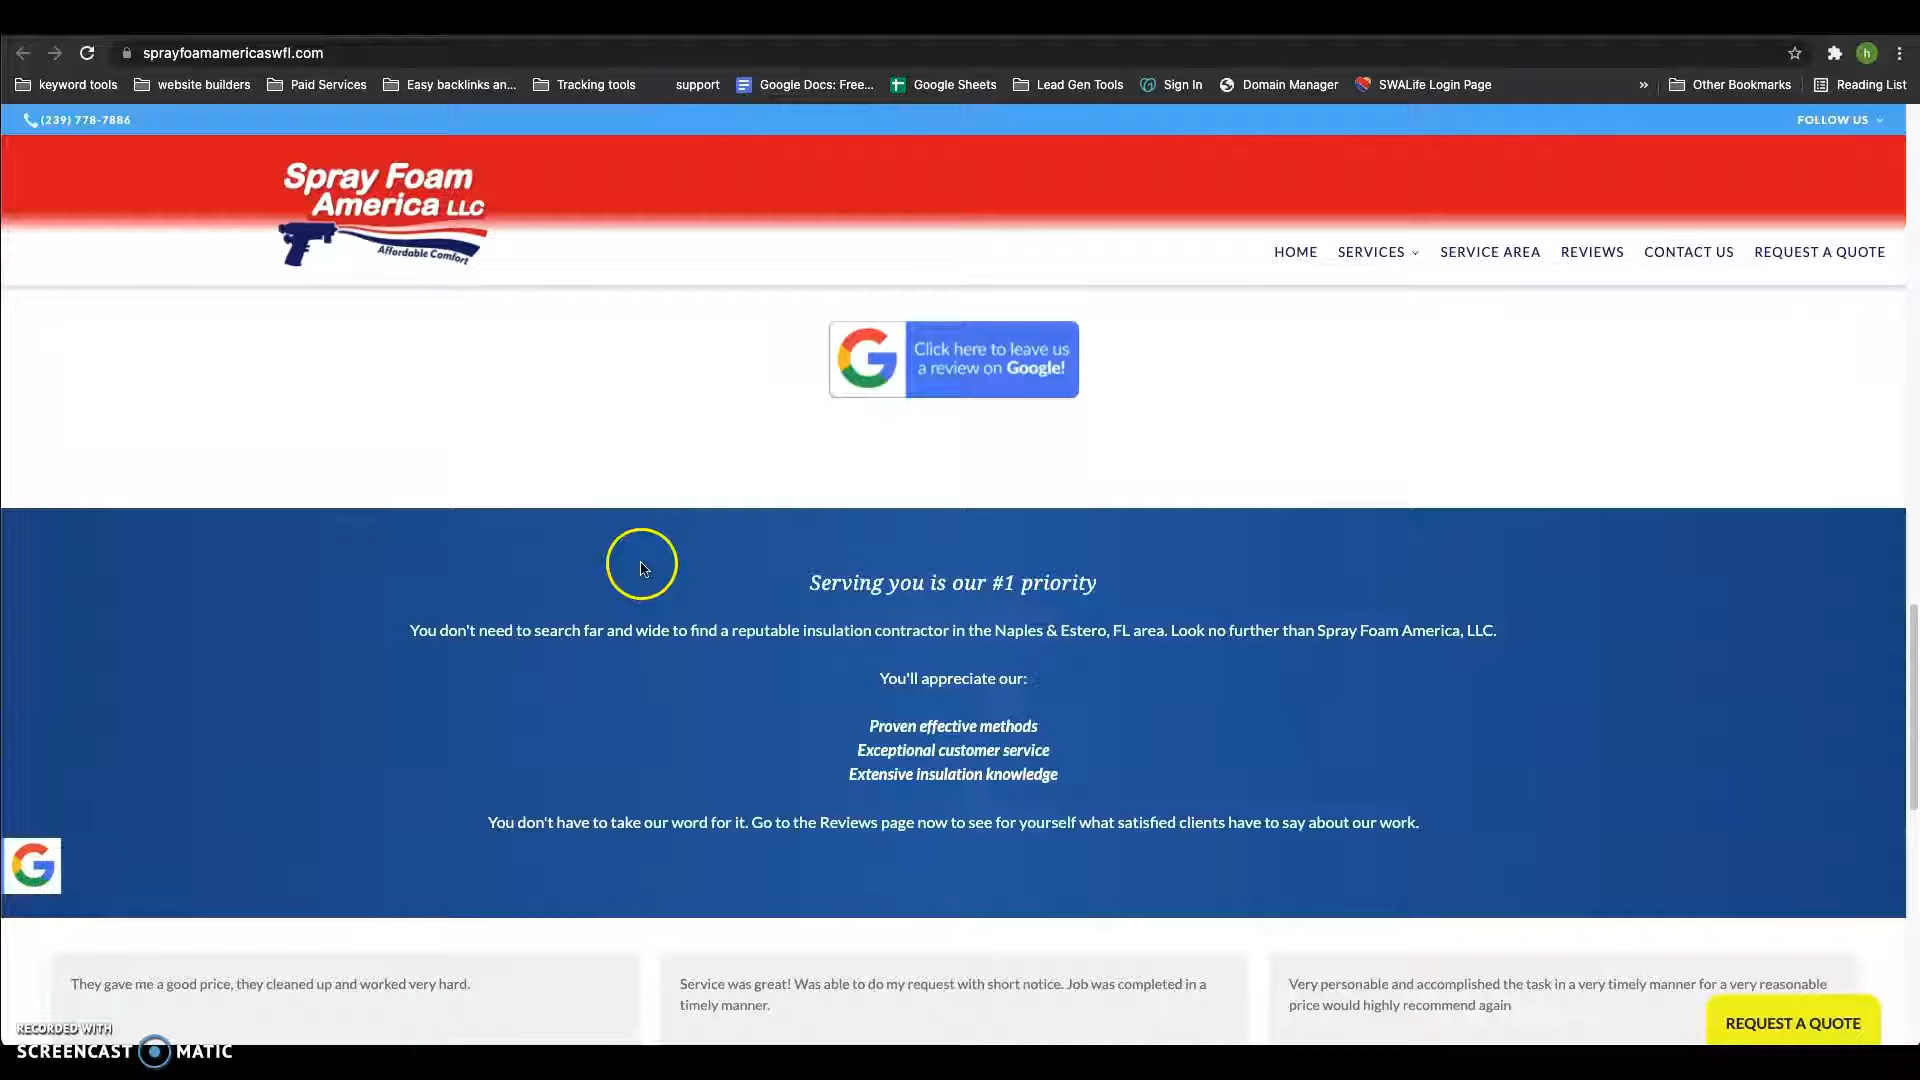 sprayfoamamericaswfl.com
h
keyword tools
website builders
Paid Services
Easy backlinks an...
Tracking tools
support
Google Docs: Free...
Google Sheets
Lead Gen Tools
Sign In
Domain Manager
SWALife Login Page
»
Other Bookmarks
Reading List
(239) 778-7886
FOLLOW US
Spray Foam
America LLC
Affordable Comfort
HOME
SERVICES
SERVICE AREA
REVIEWS
CONTACT US
REQUEST A QUOTE
G
Click here to leave us
a review on Google!
Serving you is our #1 priority
You don't need to search far and wide to find a reputable insulation contractor in the Naples & Estero, FL area. Look no further than Spray Foam America, LLC.
You'll appreciate our:
Proven effective methods
Exceptional customer service
Extensive insulation knowledge
You don't have to take our word for it. Go to the Reviews page now to see for yourself what satisfied clients have to say about our work.
G
They gave me a good price, they cleaned up and worked very hard.
Service was great! Was able to do my request with short notice. Job was completed in a
timely manner.
Very personable and accomplished the task in a very timely manner for a very reasonable
price would highly recommend again
REQUEST A QUOTE
RECORDED WITH
SCREENCAST MATIC